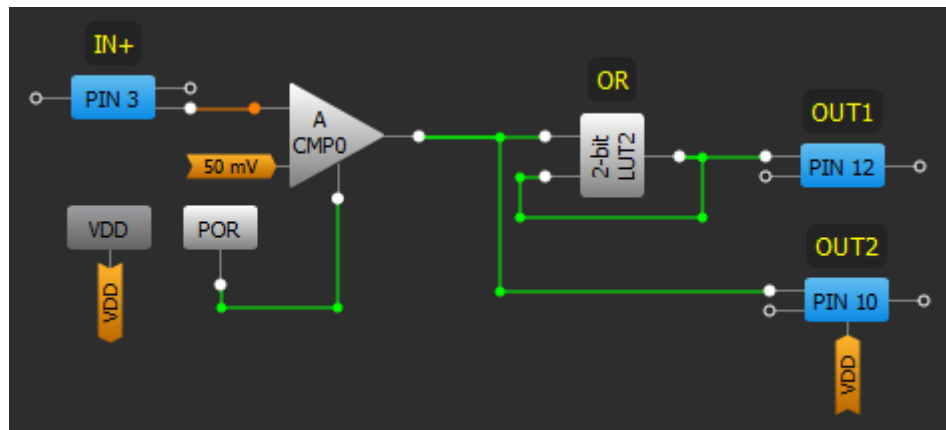 IN+
PIN 3
A
CMP0
50 mV
VDD
POR
VDD
OR
2-bit
LUT2
OUT1
PIN 12
OUT2
PIN 10
VDD